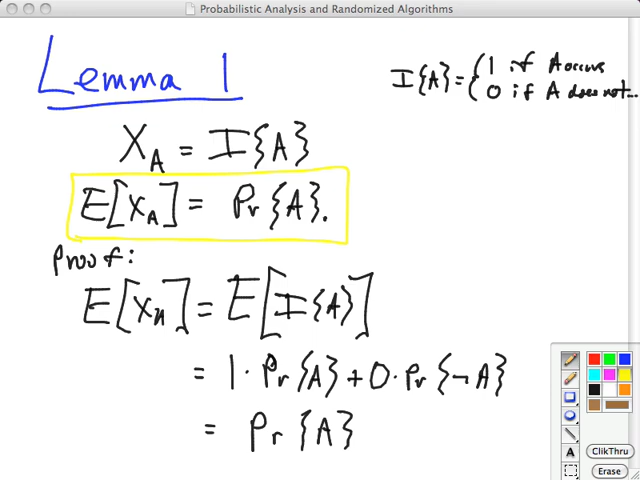 Probabilistic Analysis and Randomized Algorithms
Lemma 1
I{A} = { 1 if A occurs
0 if A does not...
X_A = I{A}
E[X_A] = Pr{A}.
Proof:
E[X_A] = E[I{A}]
= 1 · Pr{A} + 0 · Pr{¬A}
= Pr{A}
A
ClikThru
Erase